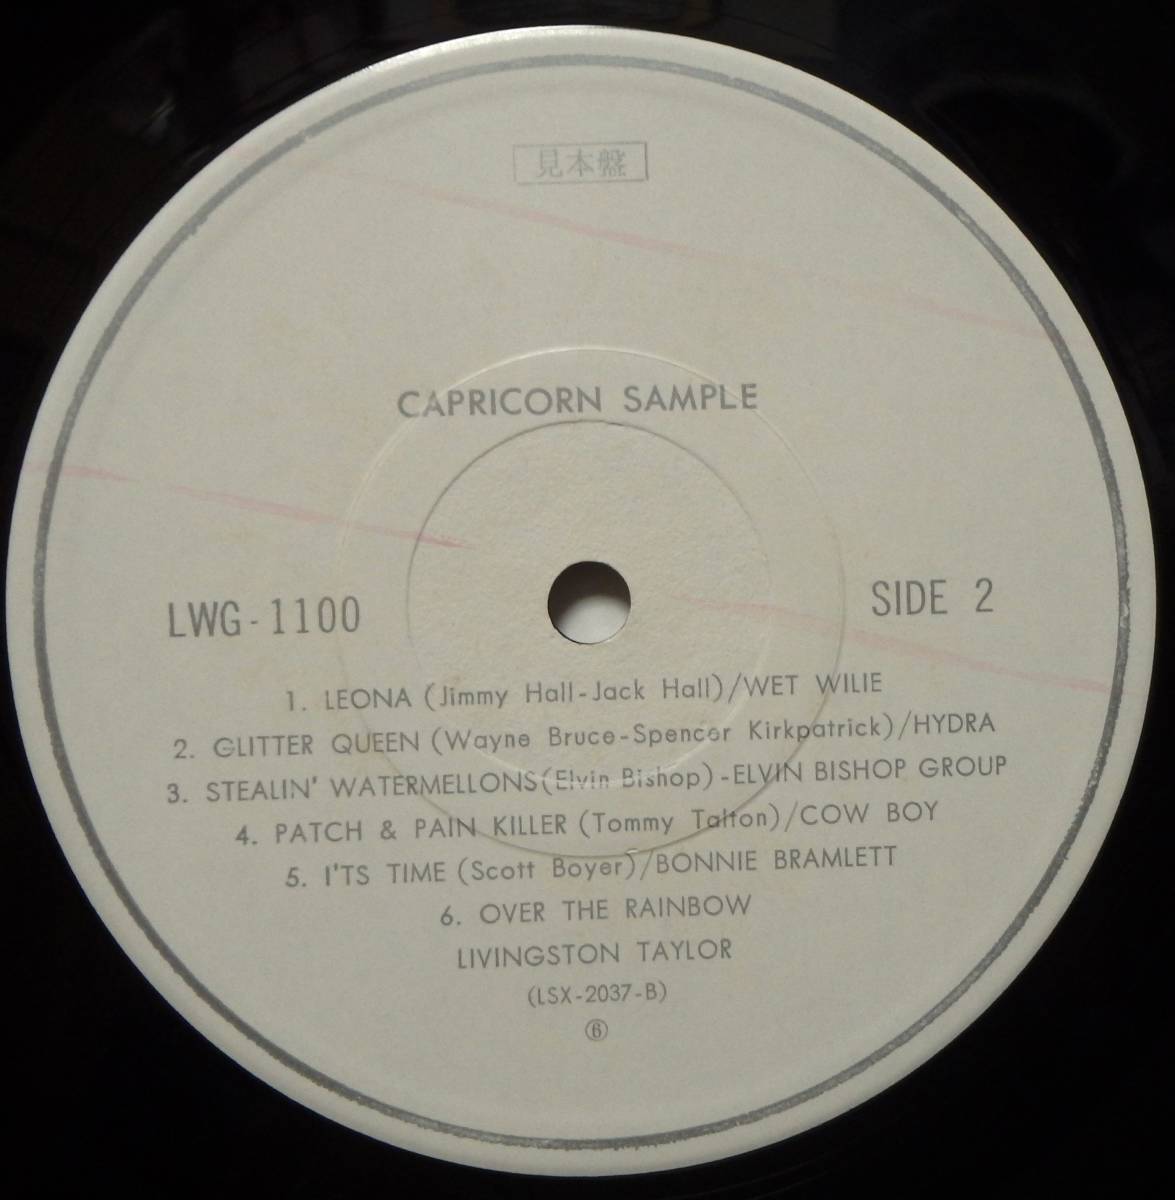 見本盤
CAPRICORN SAMPLE
LWG-1100
SIDE 2
1. LEONA (Jimmy Hall-Jack Hall)/WET WILIE
2. GLITTER QUEEN (Wayne Bruce-Spencer Kirkpatrick)/HYDRA
3. STEALIN' WATERMELLONS(Elvin Bishop)-ELVIN BISHOP GROUP
4. PATCH & PAIN KILLER (Tommy Talton)/COW BOY
5. I'TS TIME (Scott Boyer)/BONNIE BRAMLETT
6. OVER THE RAINBOW
LIVINGSTON TAYLOR
(LSX-2037-B)
⑥